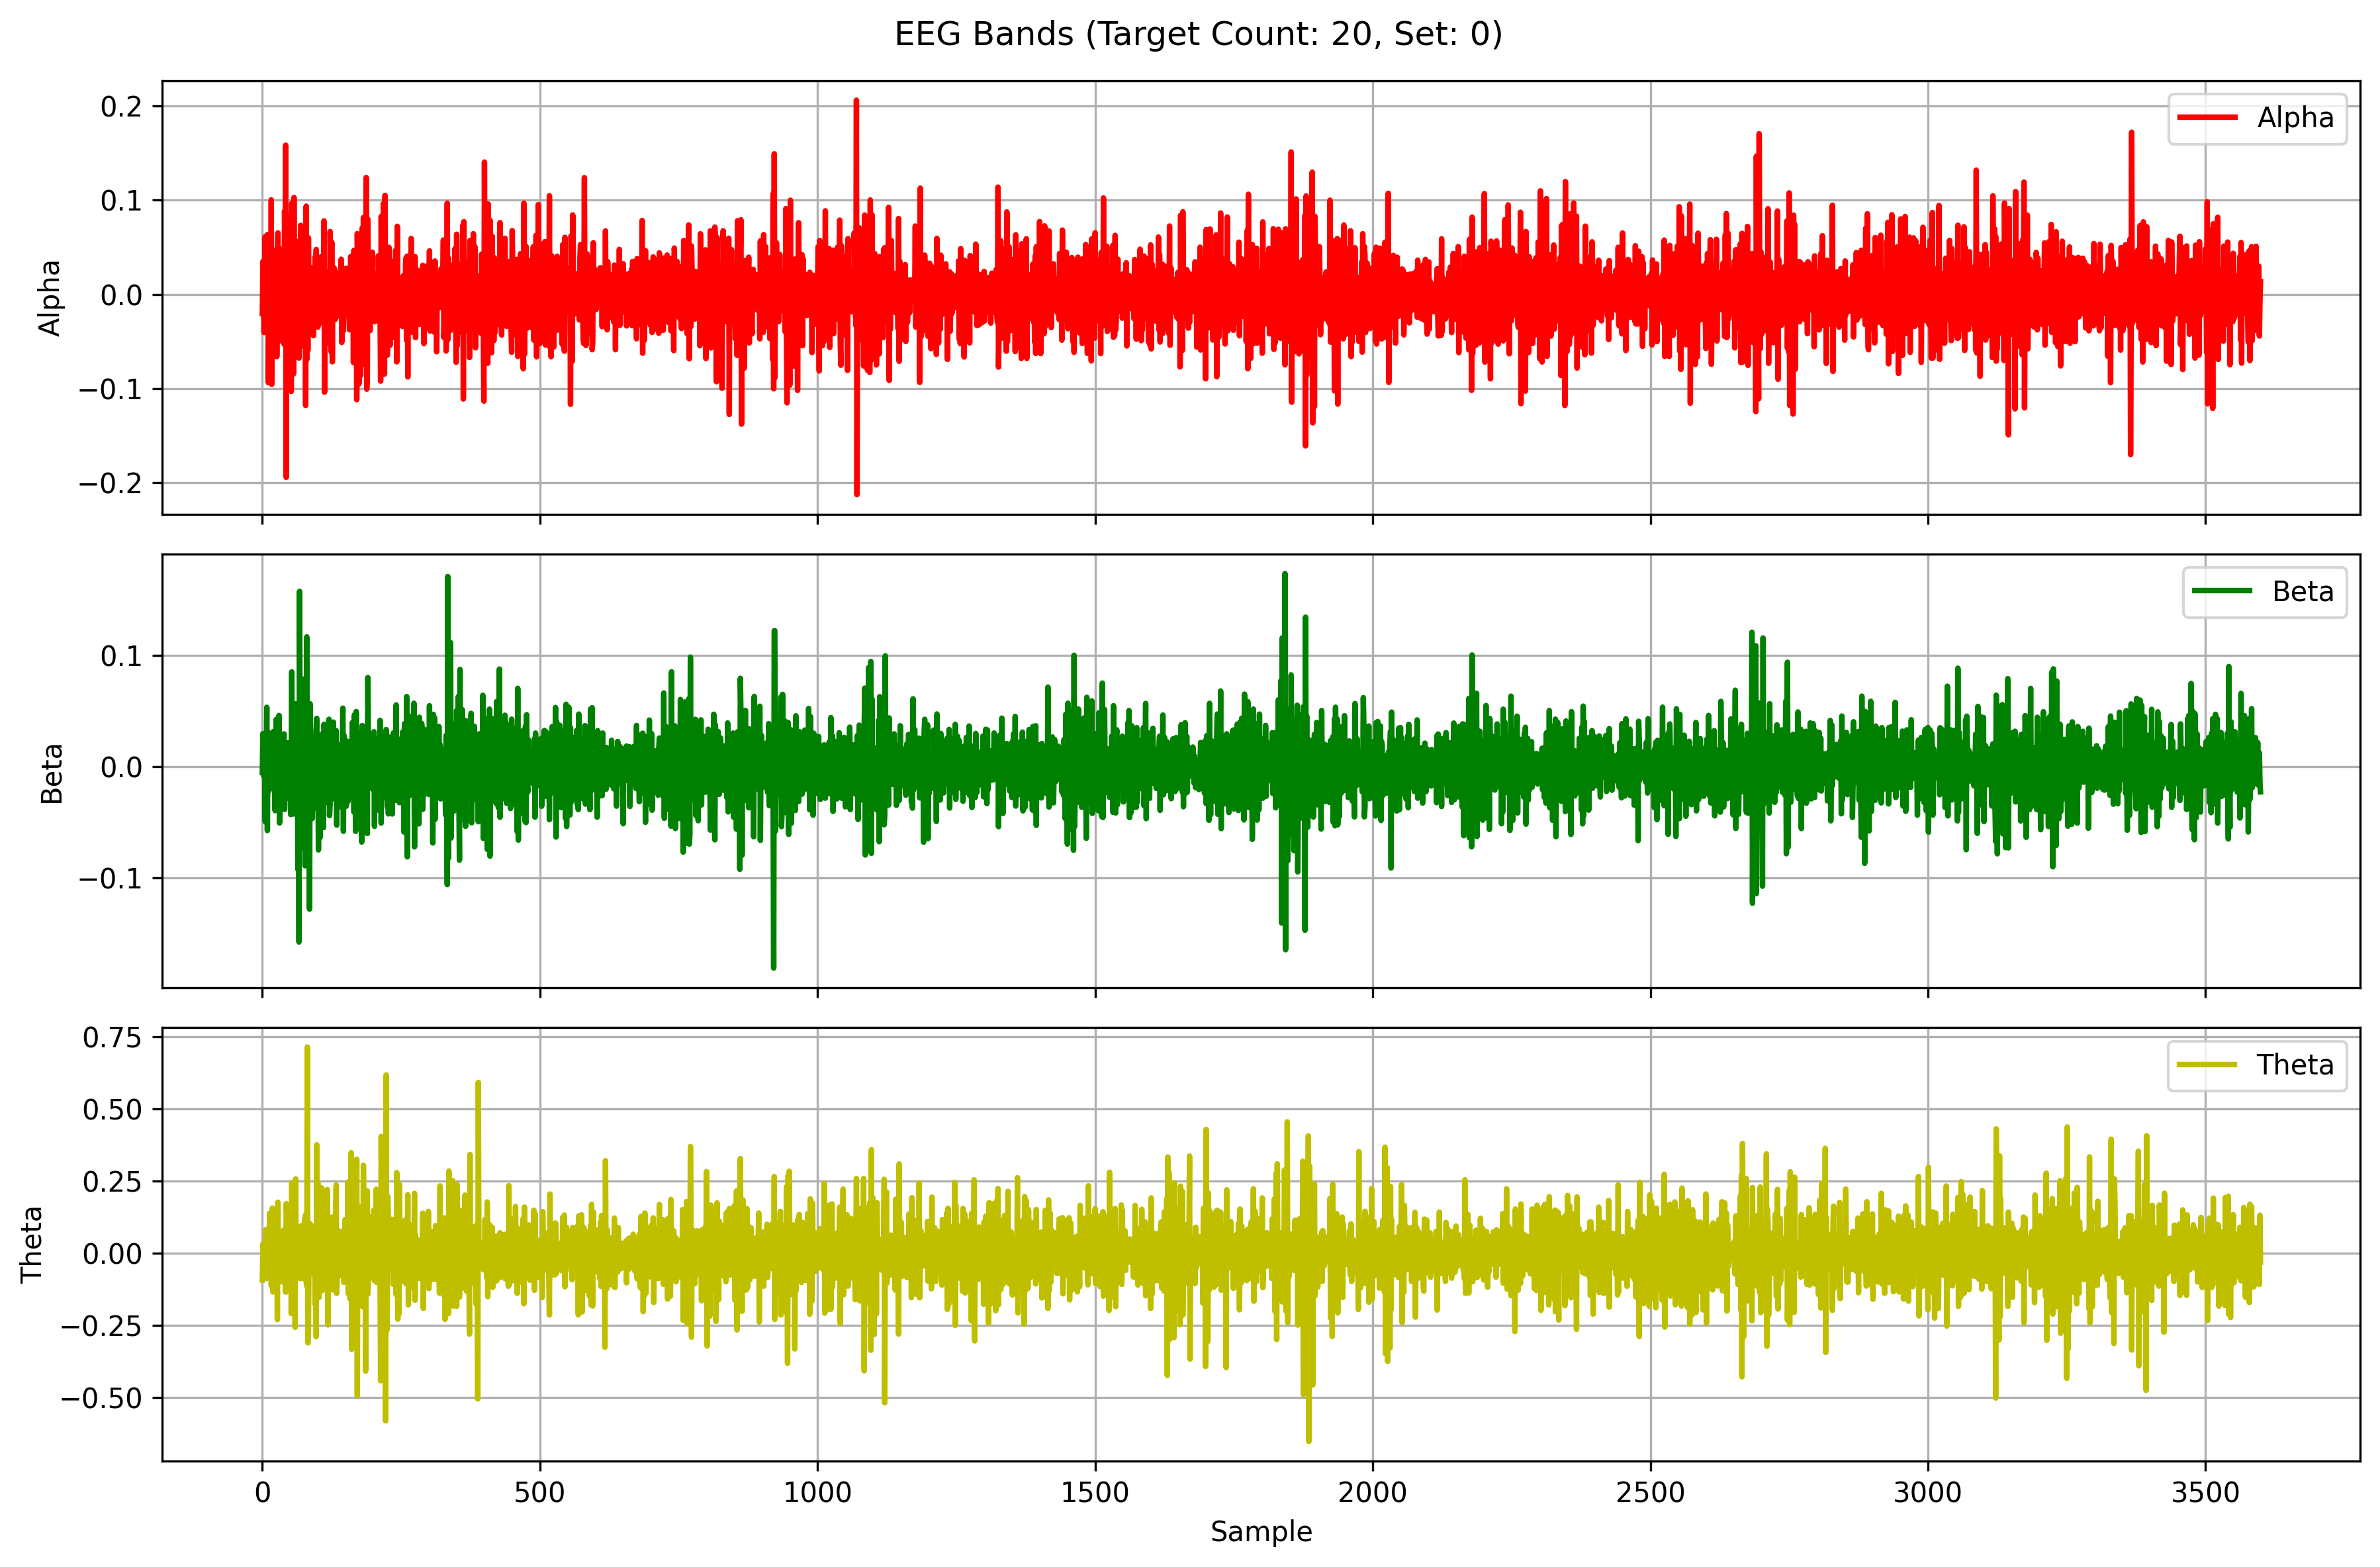 EEG Bands (Target Count: 20, Set: 0)
0.2
0.1
0.0
−0.1
−0.2
Alpha
Alpha
0.1
0.0
−0.1
Beta
Beta
0.75
0.50
0.25
0.00
−0.25
−0.50
Theta
Theta
0 500 1000 1500 2000 2500 3000 3500
Sample